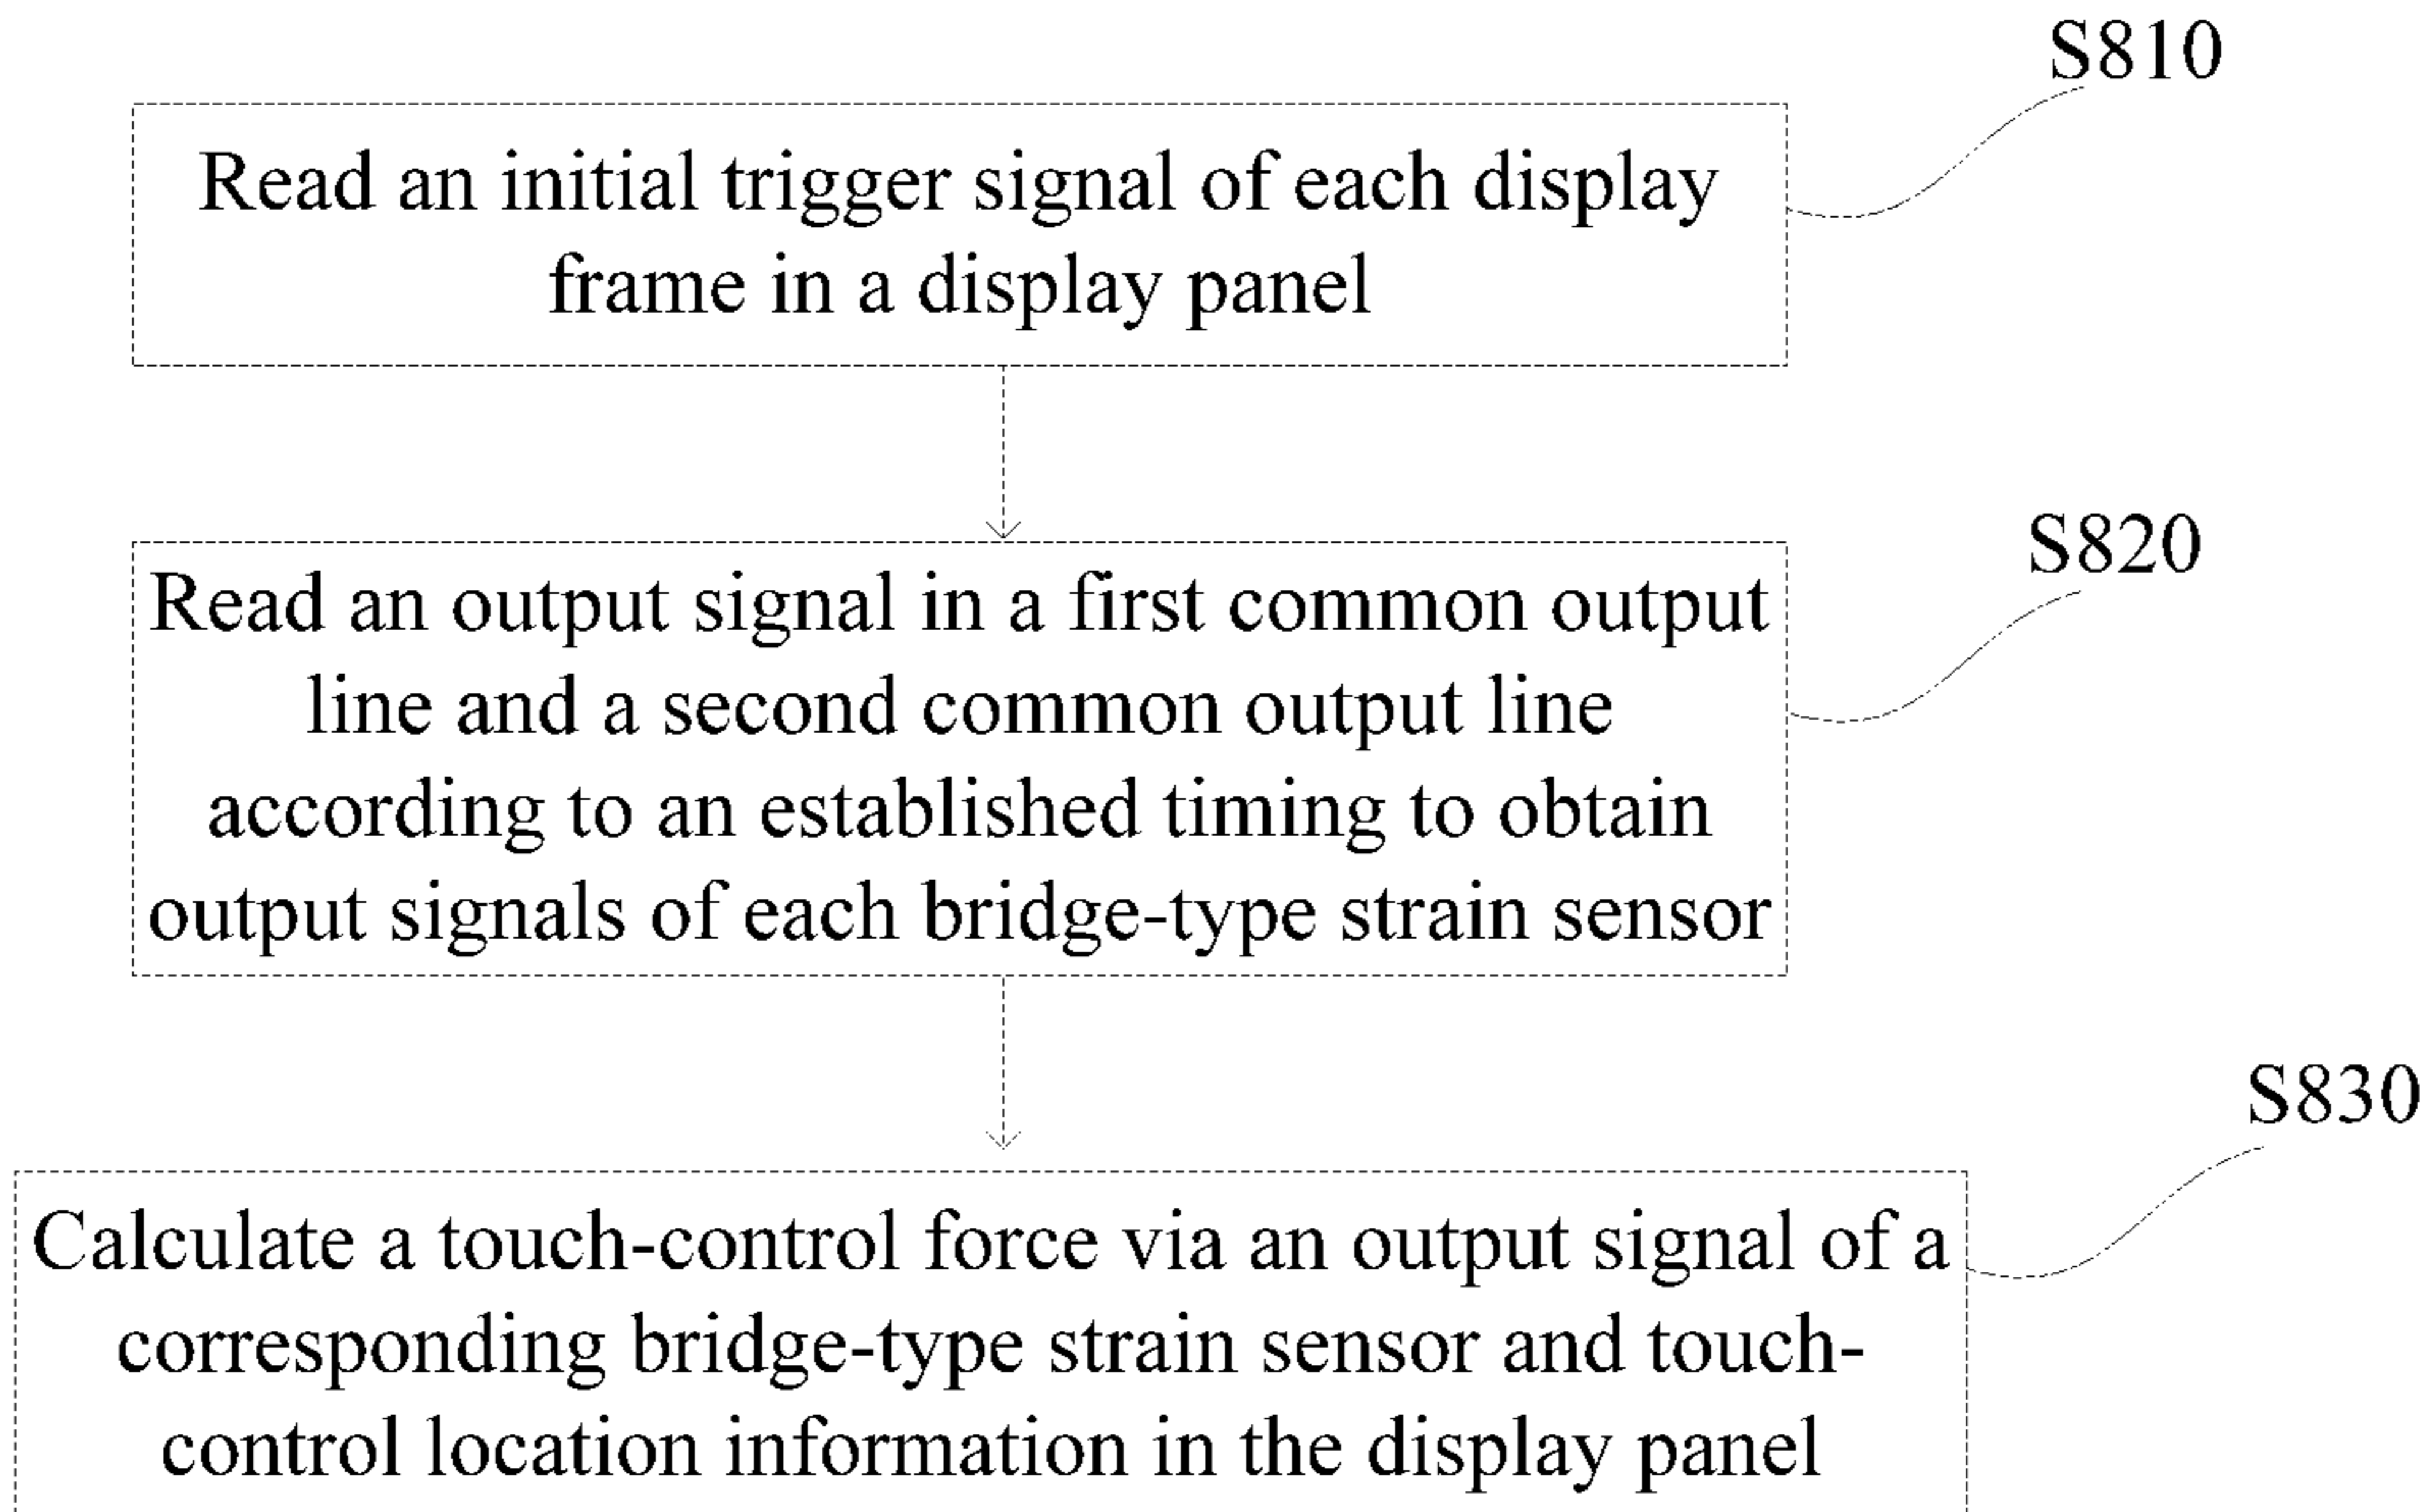 S810
Read an initial trigger signal of each display
frame in a display panel
S820
Read an output signal in a first common output
line and a second common output line
according to an established timing to obtain
output signals of each bridge-type strain sensor
S830
Calculate a touch-control force via an output signal of a
corresponding bridge-type strain sensor and touch-
control location information in the display panel